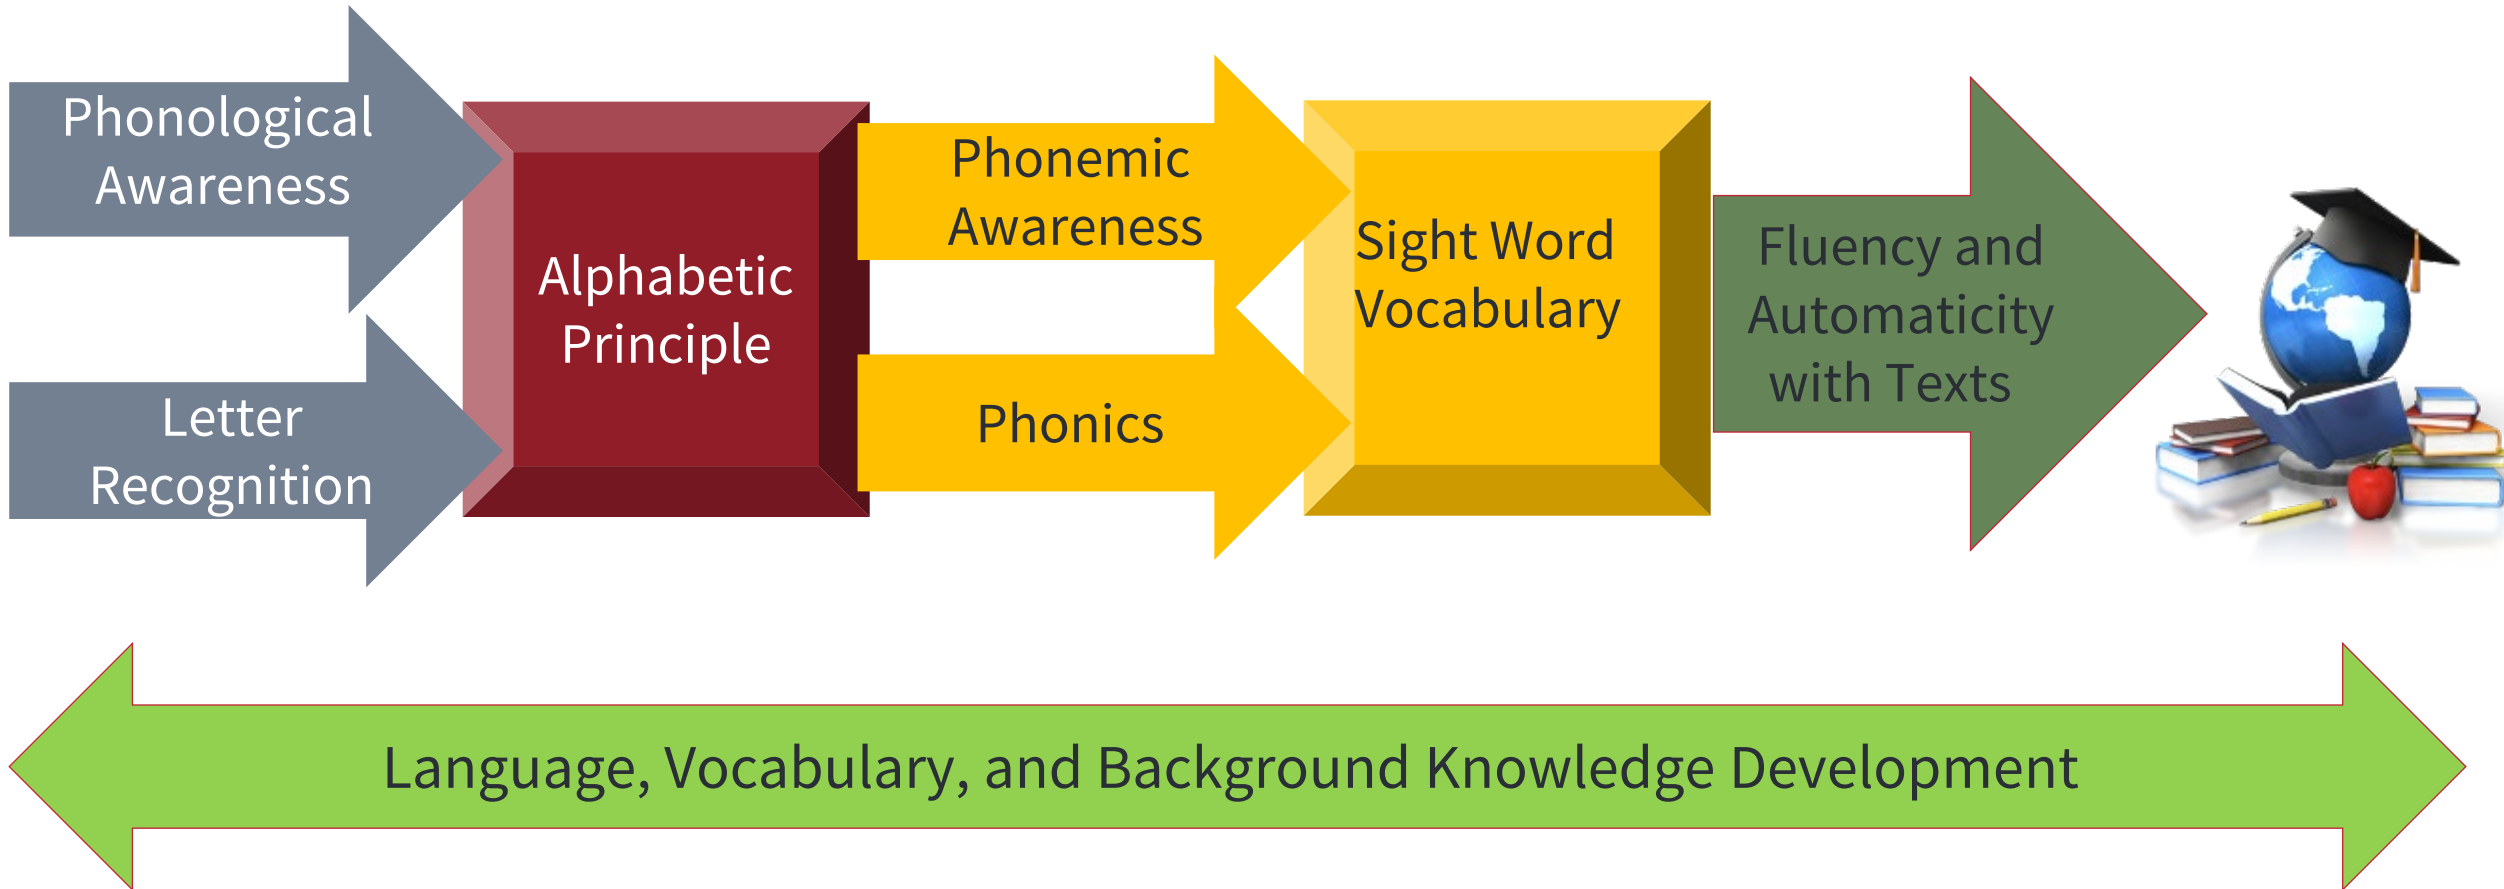 Phonological
Awareness
Letter
Recognition
Alphabetic
Principle
Phonemic
Awareness
Phonics
Sight Word
Vocabulary
Fluency and
Automaticity
with Texts
Language, Vocabulary, and Background Knowledge Development